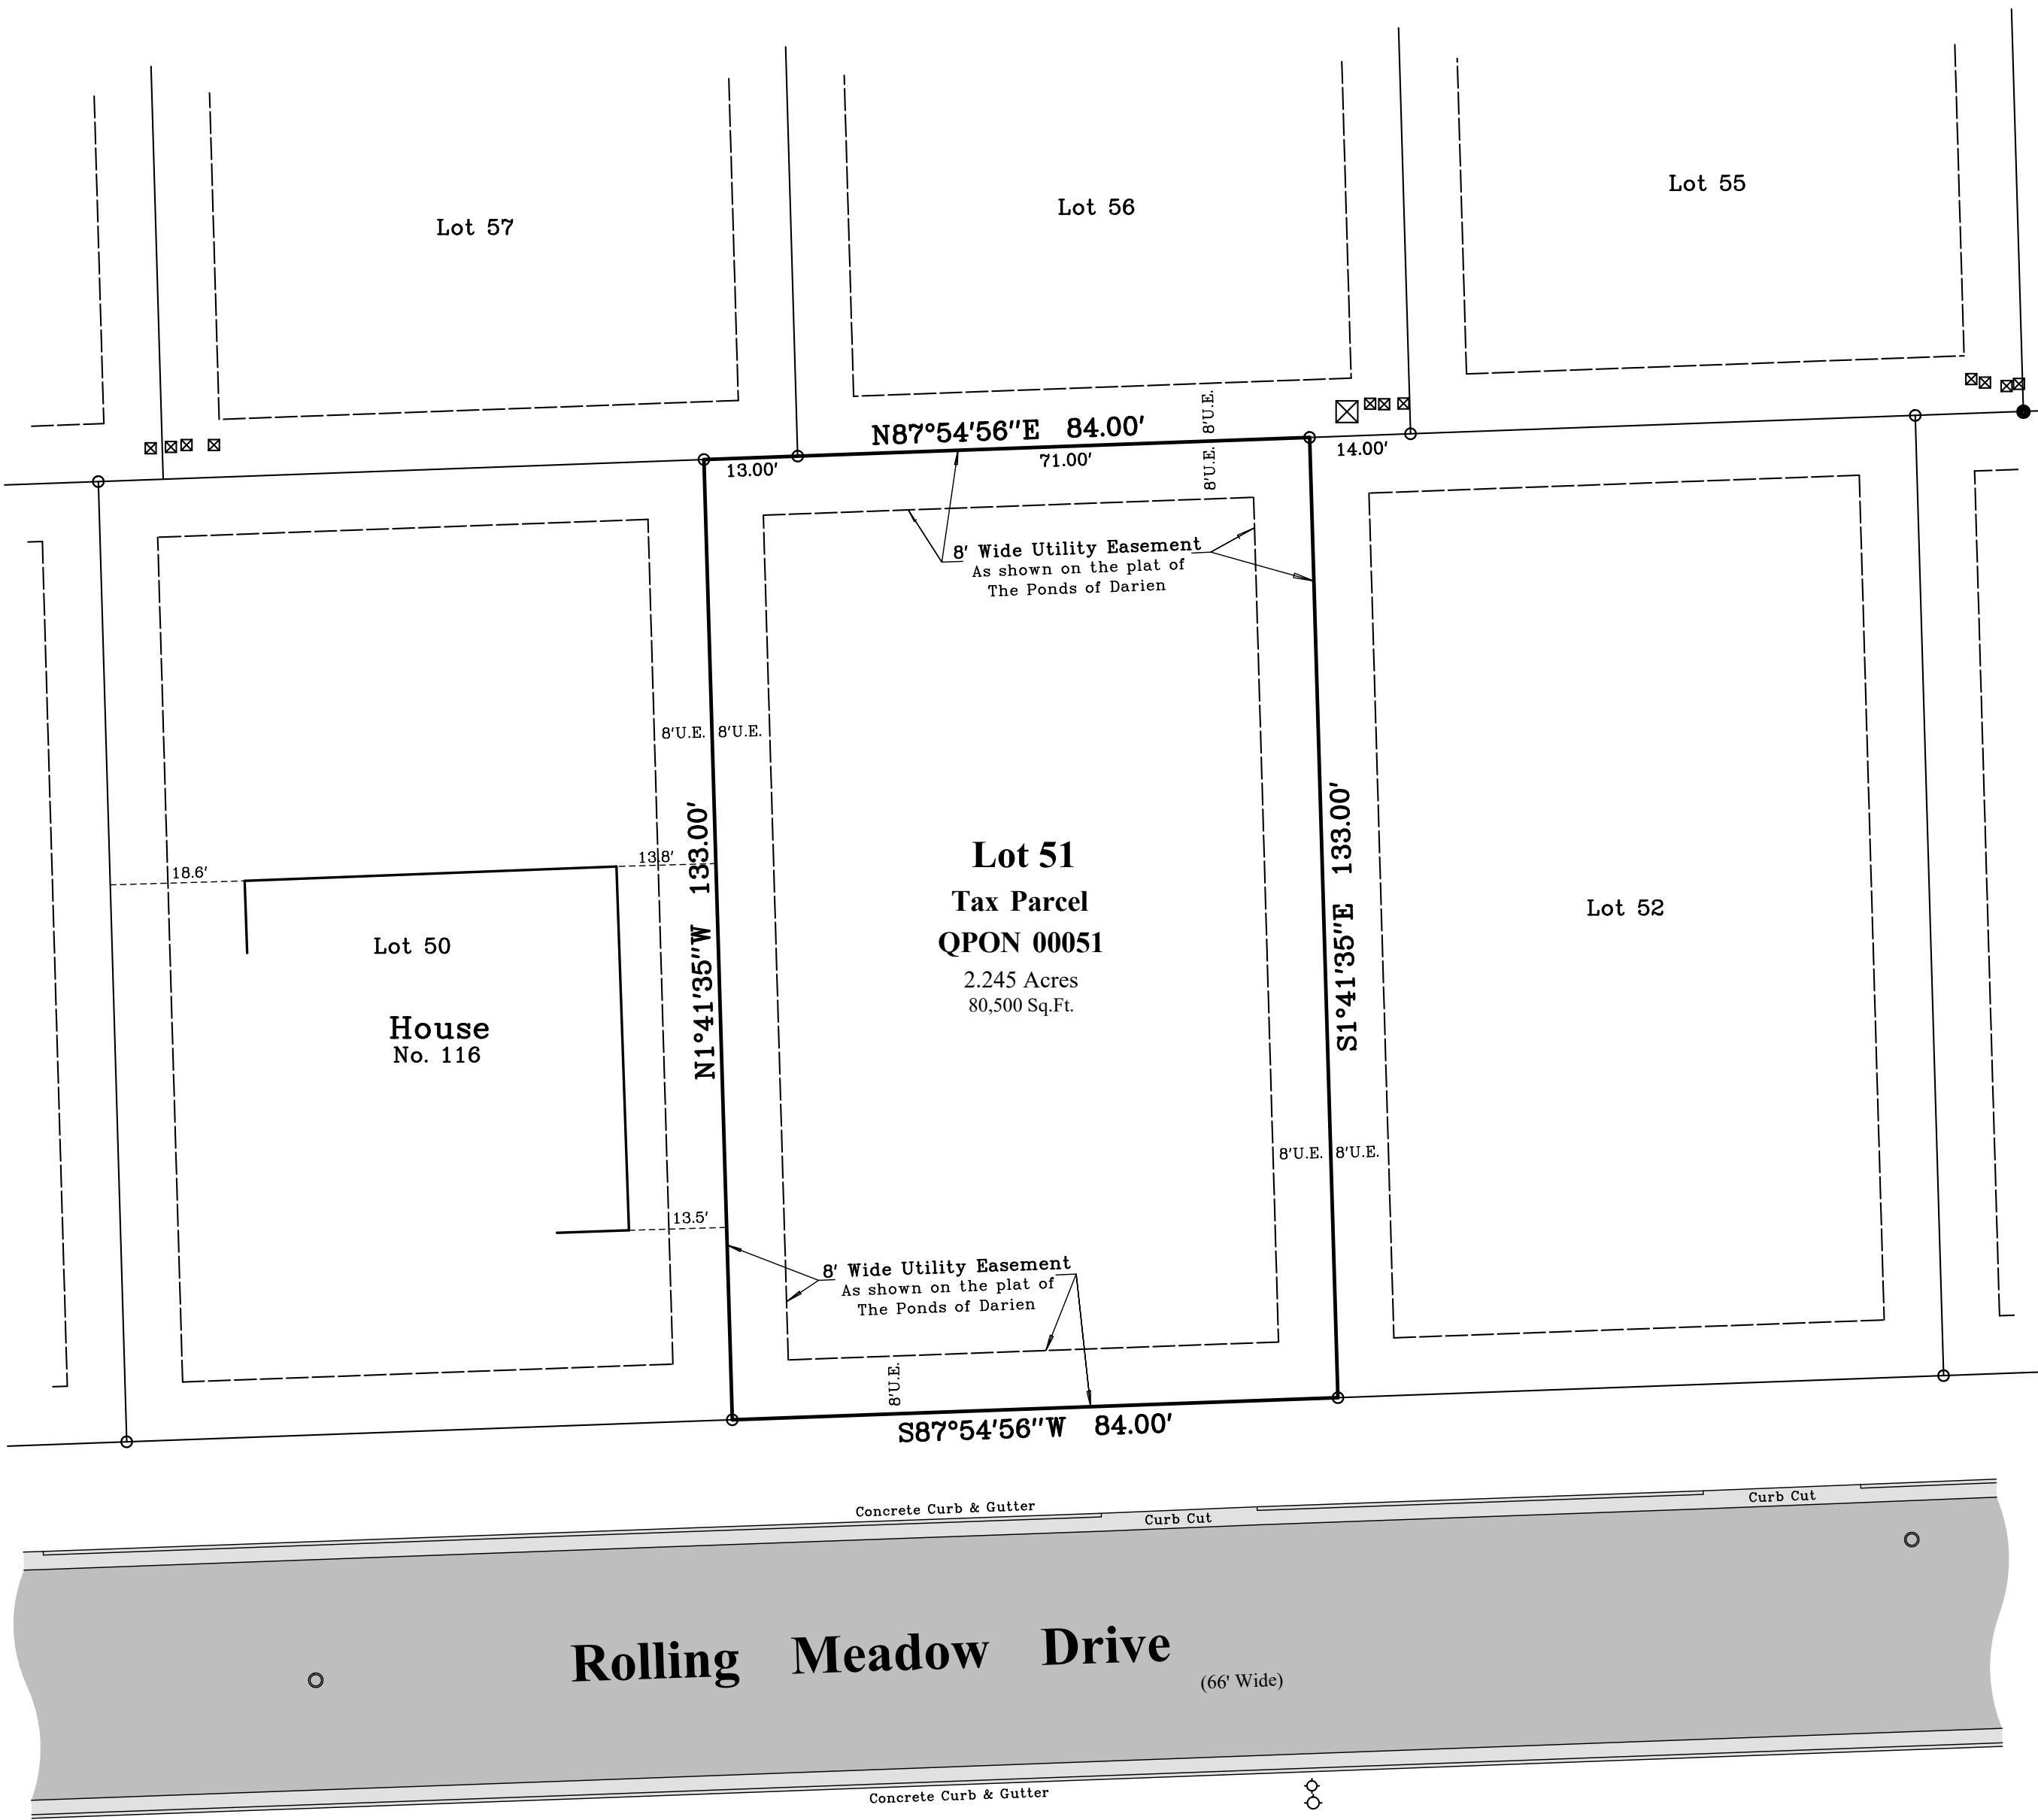 Lot 55
Lot 56
Lot 57
8'U.E.
N87°54'56"E 84.00'
14.00'
71.00'
13.00'
8'U.E.
8' Wide Utility Easement
As shown on the plat of
The Ponds of Darien
8'U.E.
8'U.E.
N1°41'35"W 133.00'
S1°41'35"E 133.00'
Lot 51
Tax Parcel
QPON 00051
2.245 Acres
80,500 Sq.Ft.
13.8'
18.6'
Lot 50
House
No. 116
Lot 52
8'U.E.
8'U.E.
13.5'
8' Wide Utility Easement
As shown on the plat of
The Ponds of Darien
8'U.E.
S87°54'56"W 84.00'
Concrete Curb & Gutter
Curb Cut
Curb Cut
Rolling Meadow Drive
(66' Wide)
Concrete Curb & Gutter